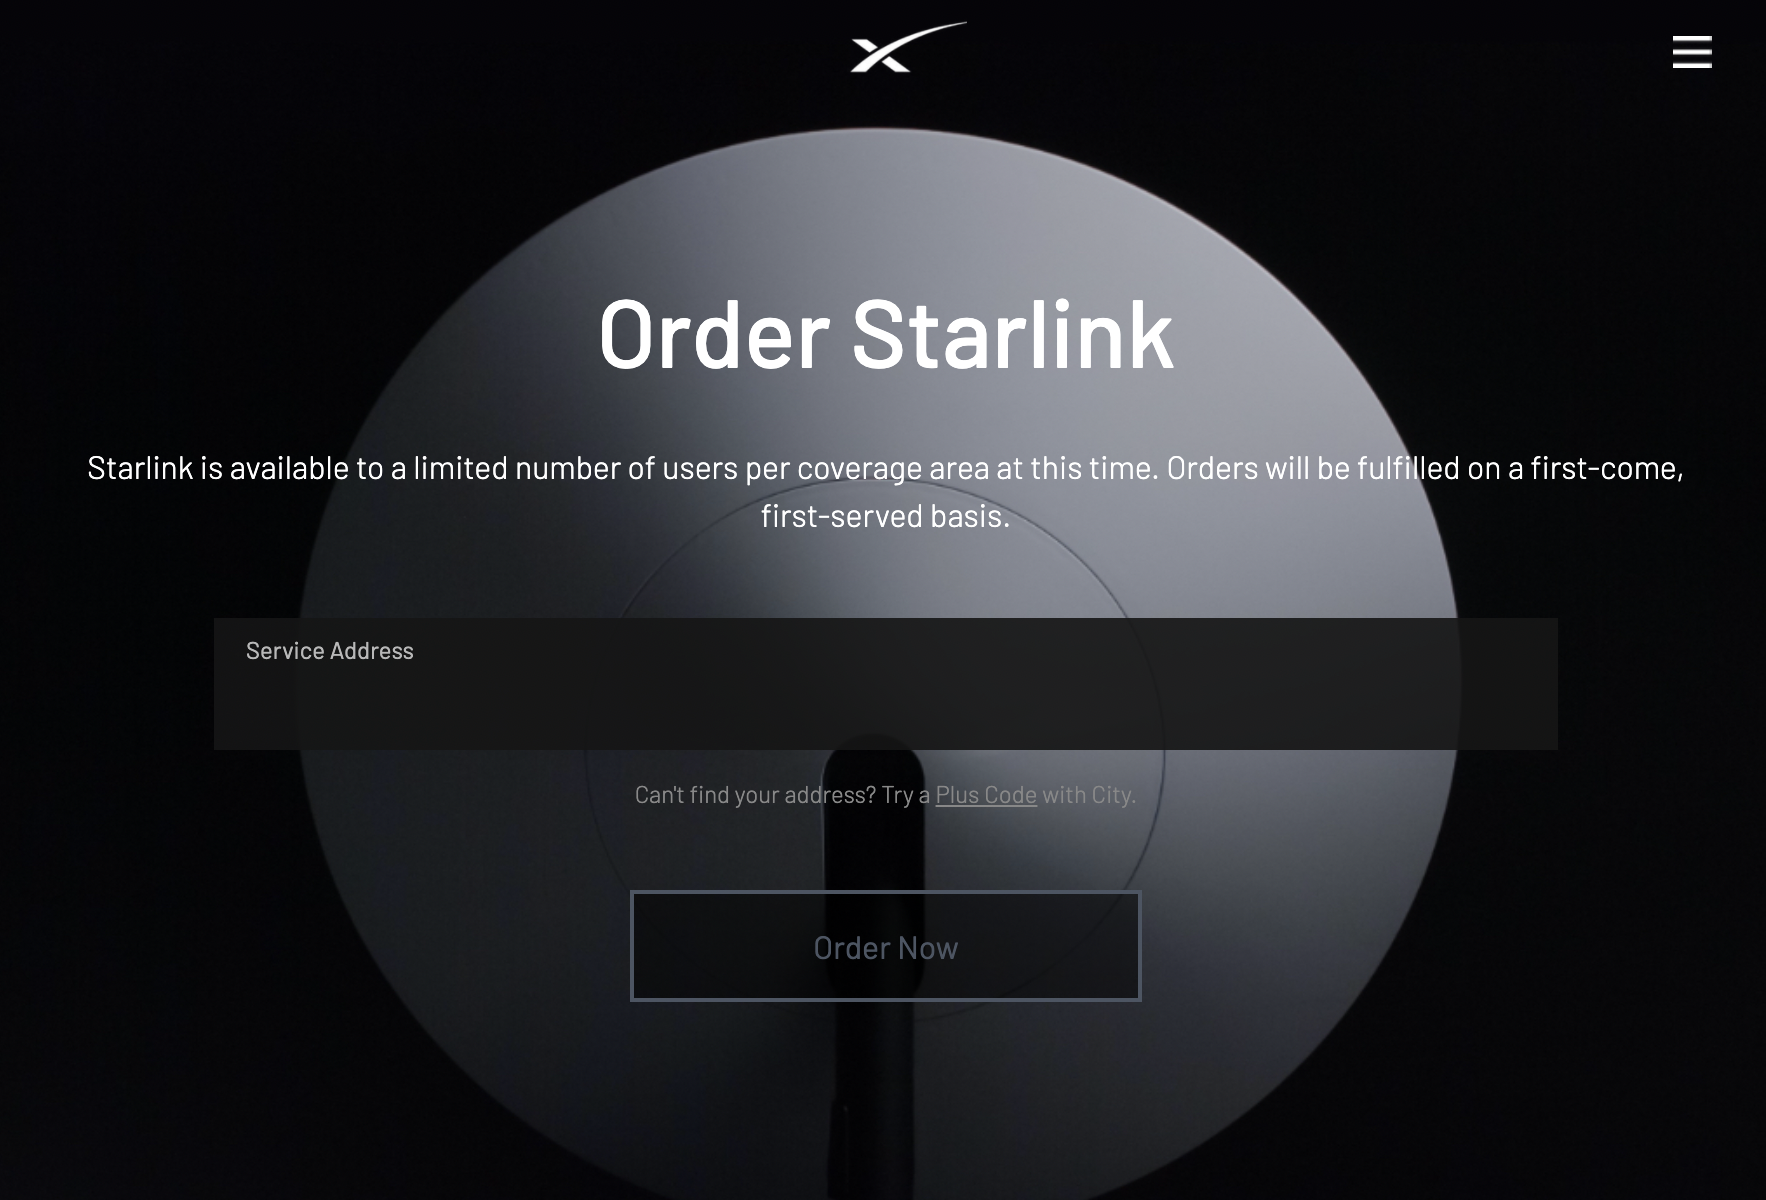 Order Starlink
Starlink is available to a limited number of users per coverage area at this time. Orders will be fulfilled on a first-come,
first-served basis.
Service Address
Can't find your address? Try a Plus Code with City.
Order Now